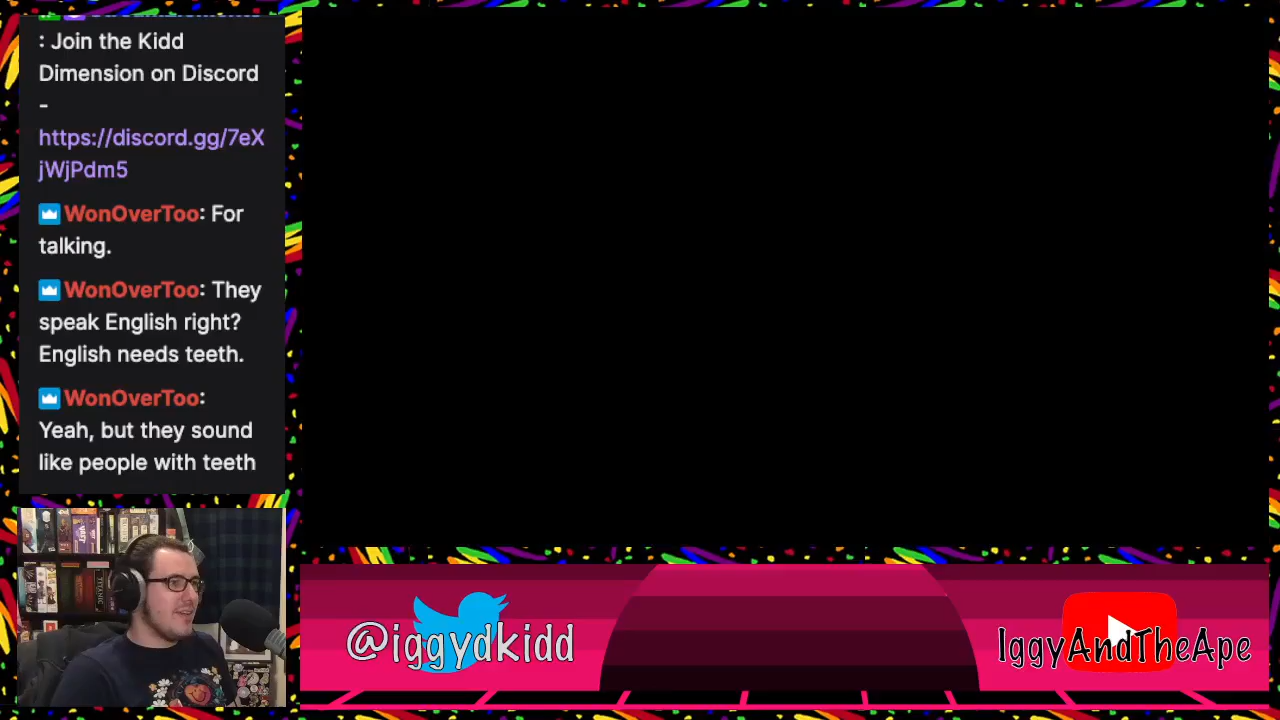 : Join the Kidd
Dimension on Discord
-
https://discord.gg/7eX
jWjPdm5
WonOverToo: For
talking.
WonOverToo: They
speak English right?
English needs teeth.
WonOverToo:
Yeah, but they sound
like people with teeth
@iggydkidd
IggyAndTheApe